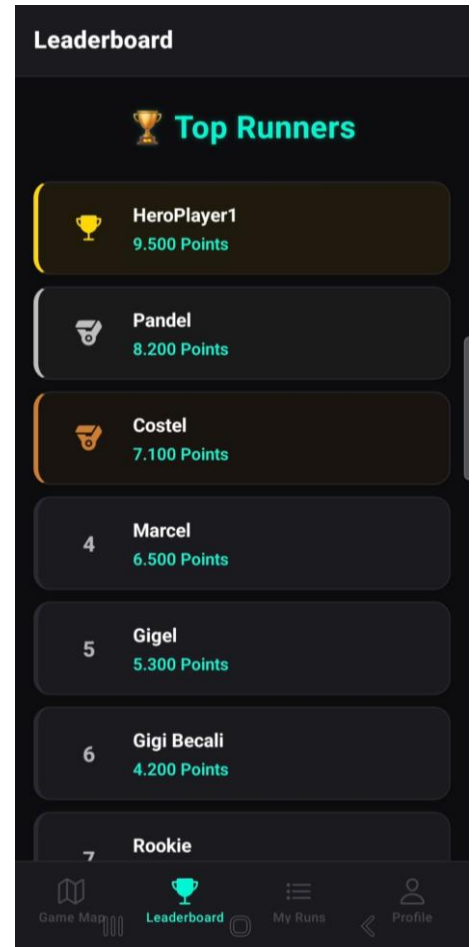 Leaderboard
Top Runners
HeroPlayer1
9.500 Points
Pandel
8.200 Points
Costel
7.100 Points
4
Marcel
6.500 Points
5
Gigel
5.300 Points
6
Gigi Becali
4.200 Points
7
Rookie
Game Map
Leaderboard
My Runs
Profile